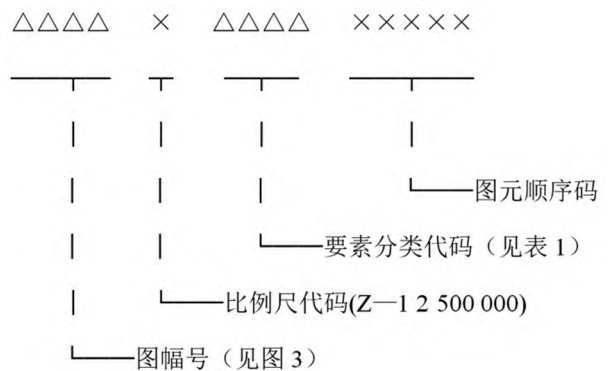 △△△△ × △△△△ ×××××
图元顺序码
要素分类代码（见表 1）
比例尺代码(Z—1 2 500 000)
图幅号（见图 3）